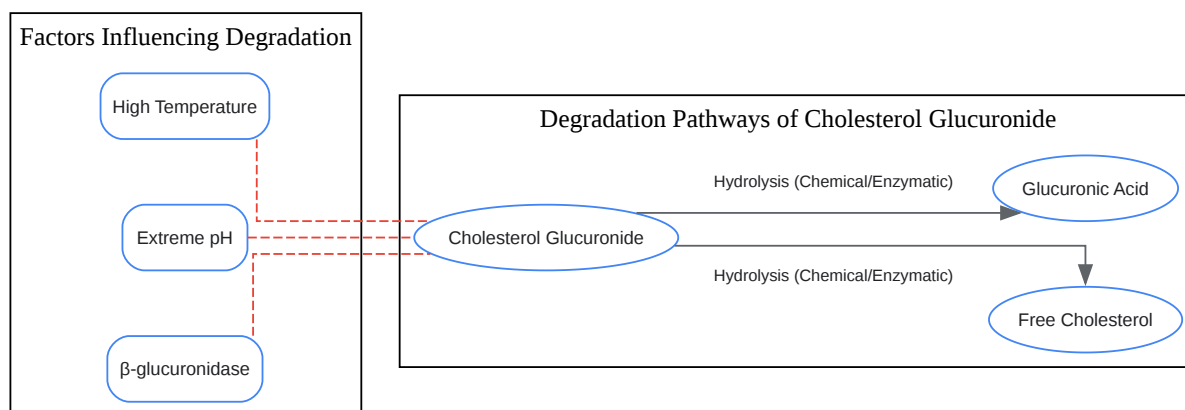 Factors Influencing Degradation
High Temperature
Extreme pH
β-glucuronidase
Degradation Pathways of Cholesterol Glucuronide
Cholesterol Glucuronide
Hydrolysis (Chemical/Enzymatic)
Glucuronic Acid
Hydrolysis (Chemical/Enzymatic)
Free Cholesterol